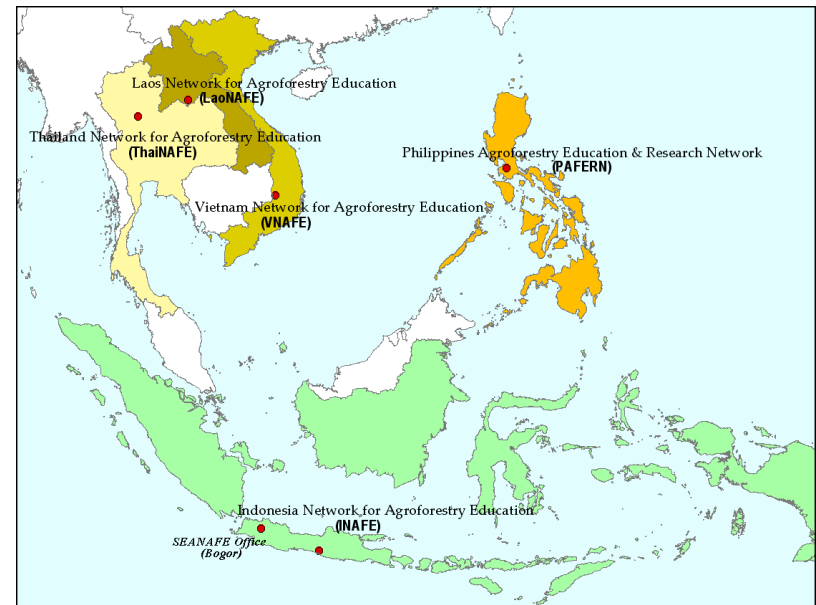 Laos Network for Agroforestry Education
(LaoNAFE)
Thailand Network for Agroforestry Education
(ThaiNAFE)
Philippines Agroforestry Education & Research Network
(PAFERN)
Vietnam Network for Agroforestry Education
(VNAFE)
Indonesia Network for Agroforestry Education
(INAFE)
SEANAFE Office
(Bogor)